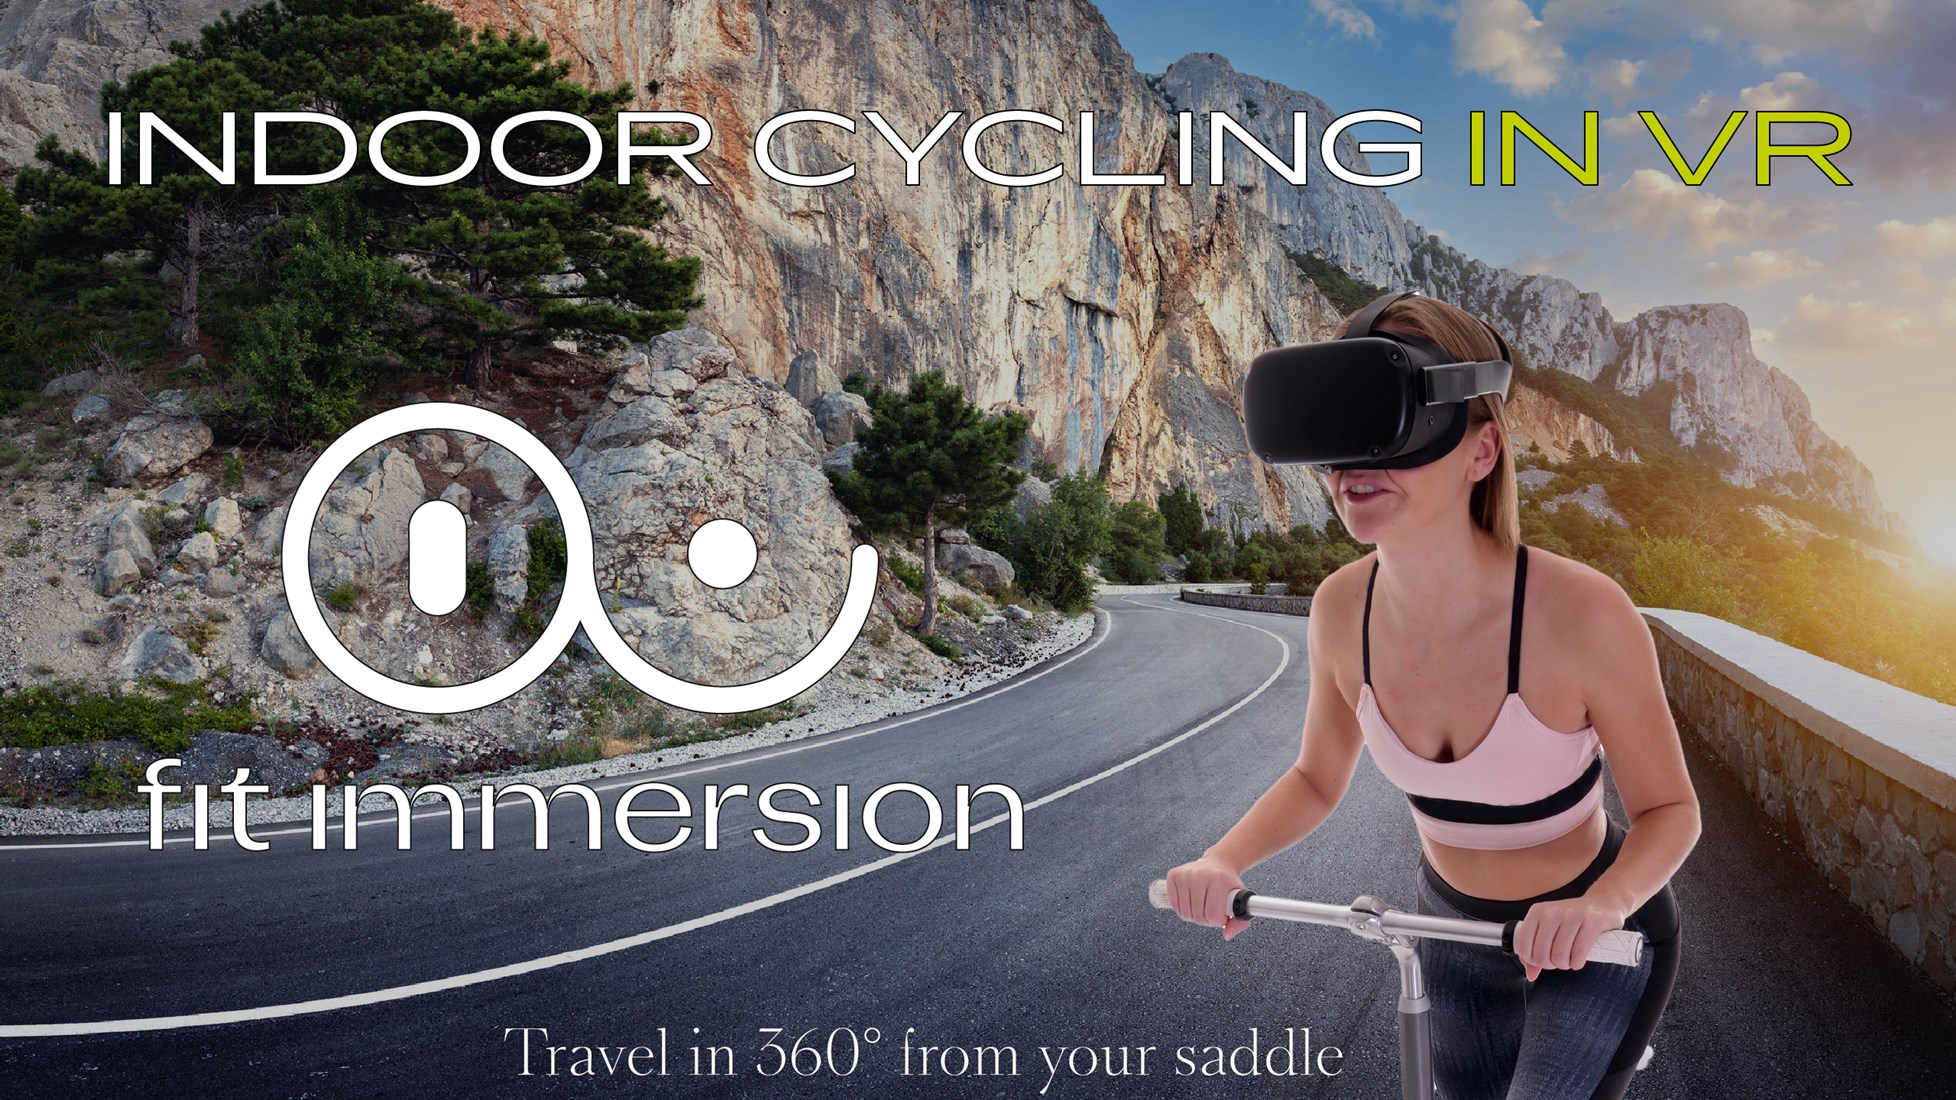 INDOOR CYCLING IN VR
fit immersion
Travel in 360° from your saddle